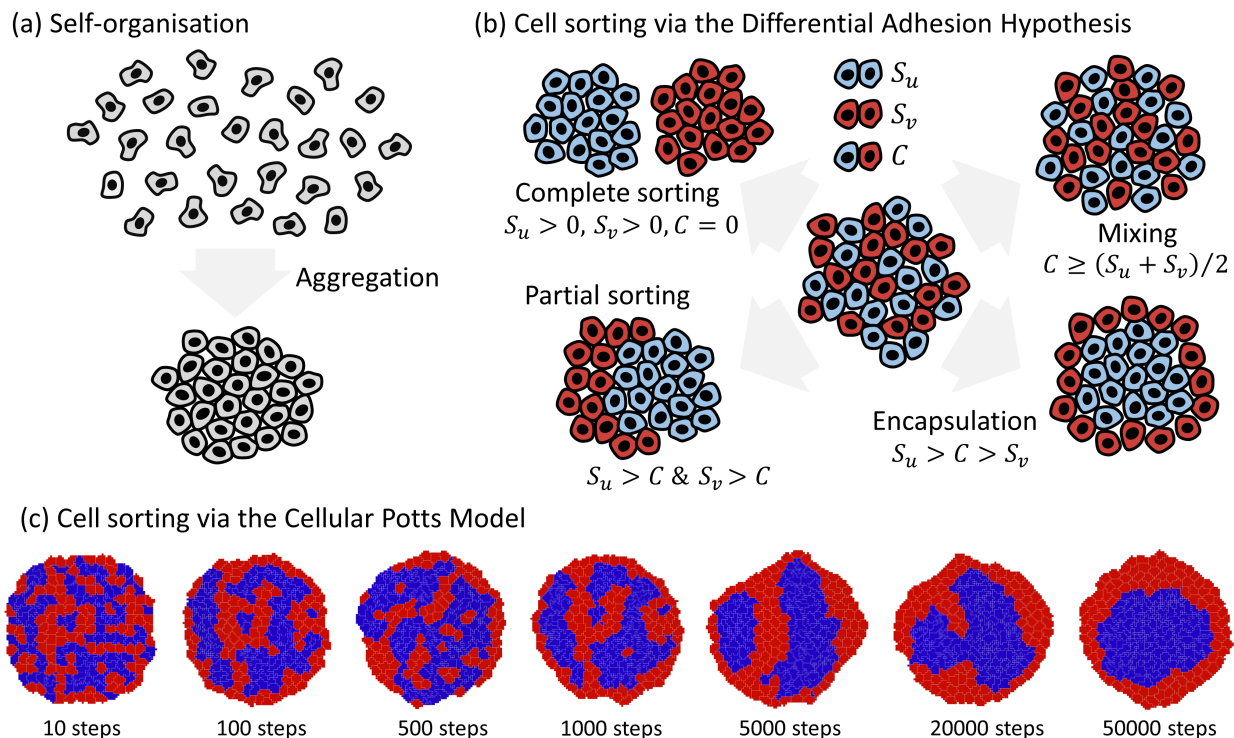 (a) Self-organisation
Aggregation
(b) Cell sorting via the Differential Adhesion Hypothesis
S_u
S_v
C
Complete sorting
S_u > 0, S_v > 0, C = 0
Mixing
C ≥ (S_u + S_v)/2
Partial sorting
S_u > C & S_v > C
Encapsulation
S_u > C > S_v
(c) Cell sorting via the Cellular Potts Model
10 steps
100 steps
500 steps
1000 steps
5000 steps
20000 steps
50000 steps